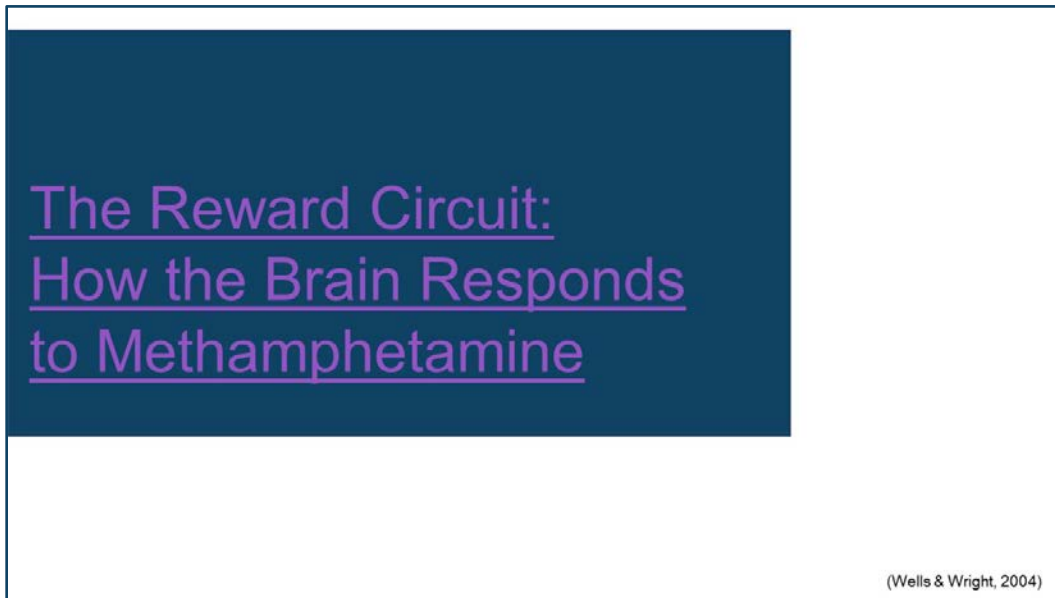 The Reward Circuit:
How the Brain Responds
to Methamphetamine
(Wells & Wright, 2004)